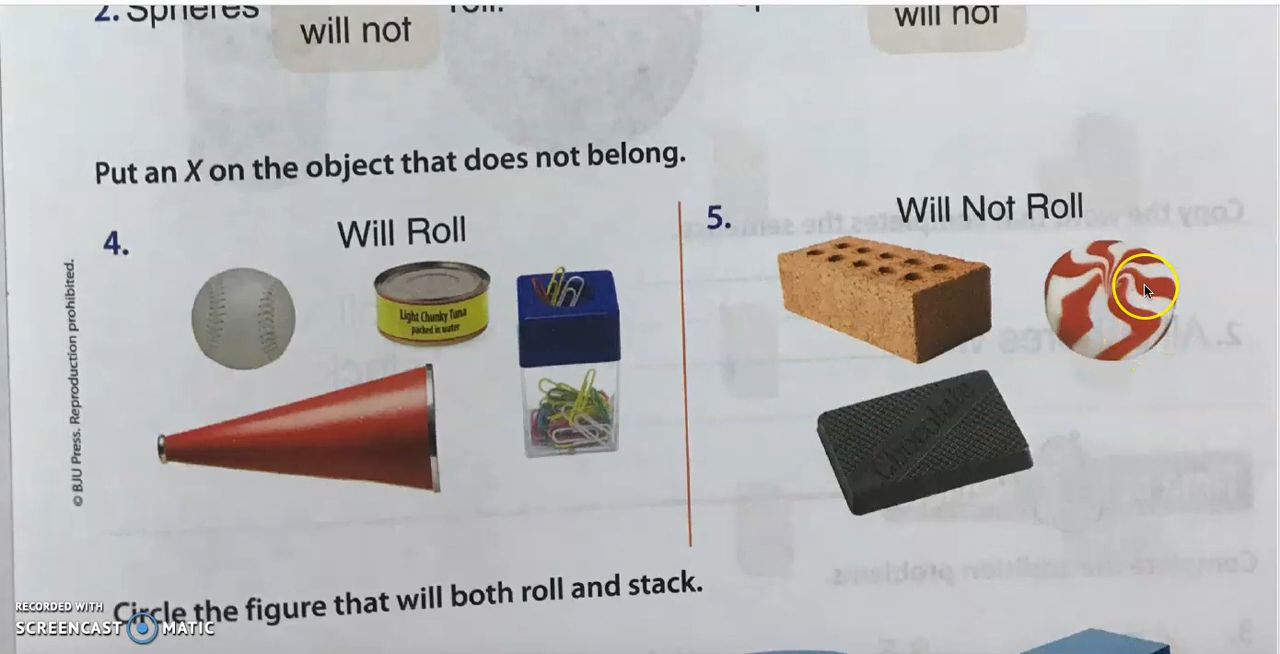 2. Spheres
will not
roll.
will not
Put an X on the object that does not belong.
4.
Will Roll
Light Chunky Tuna
packed in water
5.
Will Not Roll
© BJU Press. Reproduction prohibited.
Circle the figure that will both roll and stack.
RECORDED WITH
SCREENCAST MATIC